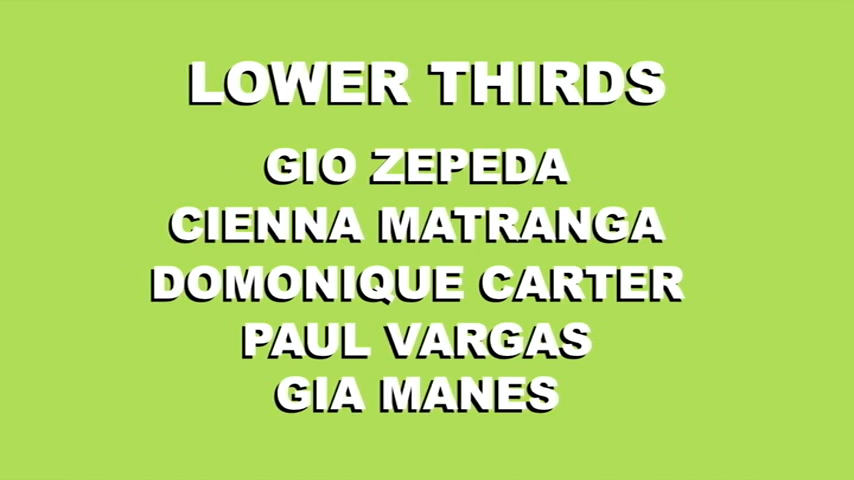 LOWER THIRDS
GIO ZEPEDA
CIENNA MATRANGA
DOMONIQUE CARTER
PAUL VARGAS
GIA MANES